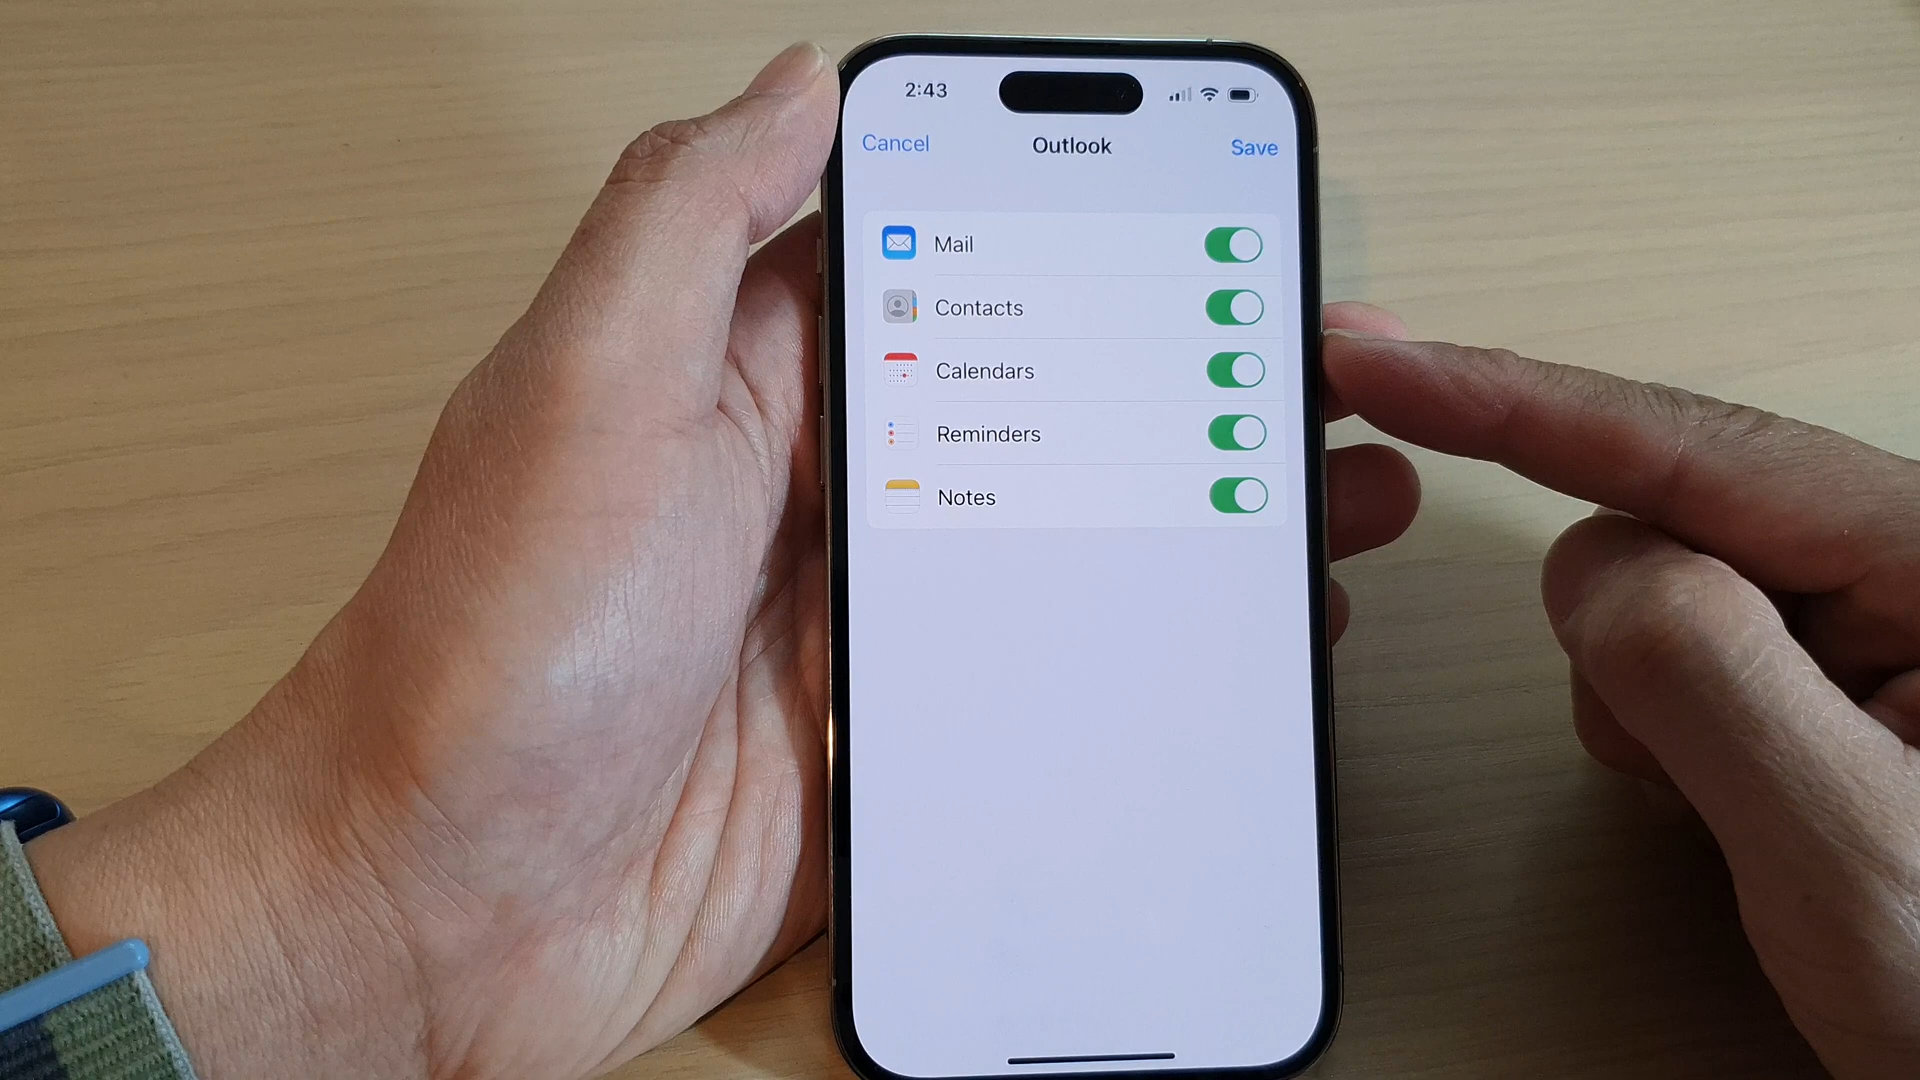 2:43
Cancel Outlook Save
Mail
Contacts
Calendars
Reminders
Notes